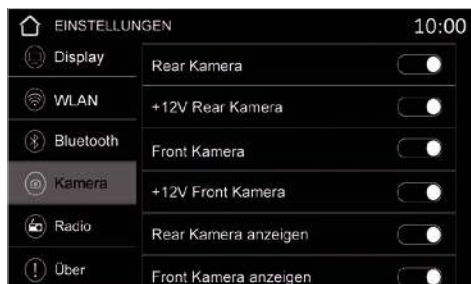 EINSTELLUNGEN 10:00
Display
WLAN
Bluetooth
Kamera
Radio
Über
Rear Kamera
+12V Rear Kamera
Front Kamera
+12V Front Kamera
Rear Kamera anzeigen
Front Kamera anzeigen